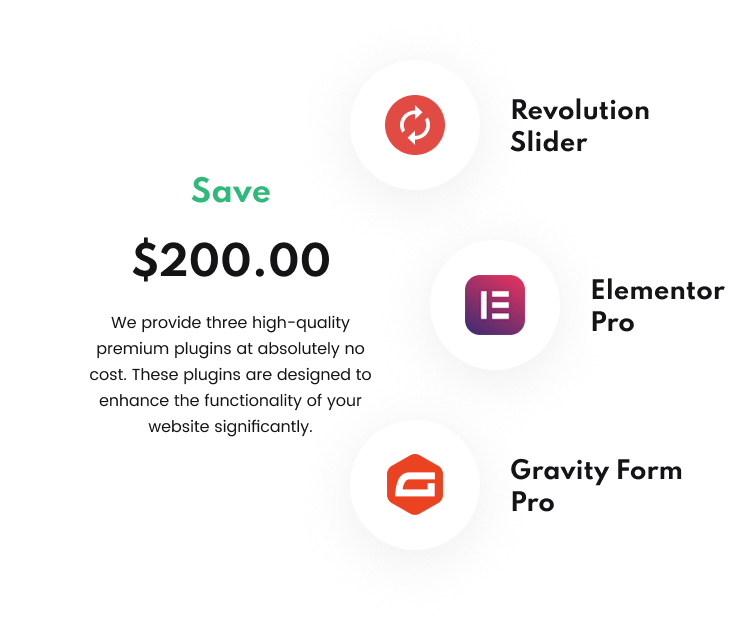 Save
$200.00
We provide three high-quality
premium plugins at absolutely no
cost. These plugins are designed to
enhance the functionality of your
website significantly.
Revolution
Slider
Elementor
Pro
Gravity Form
Pro